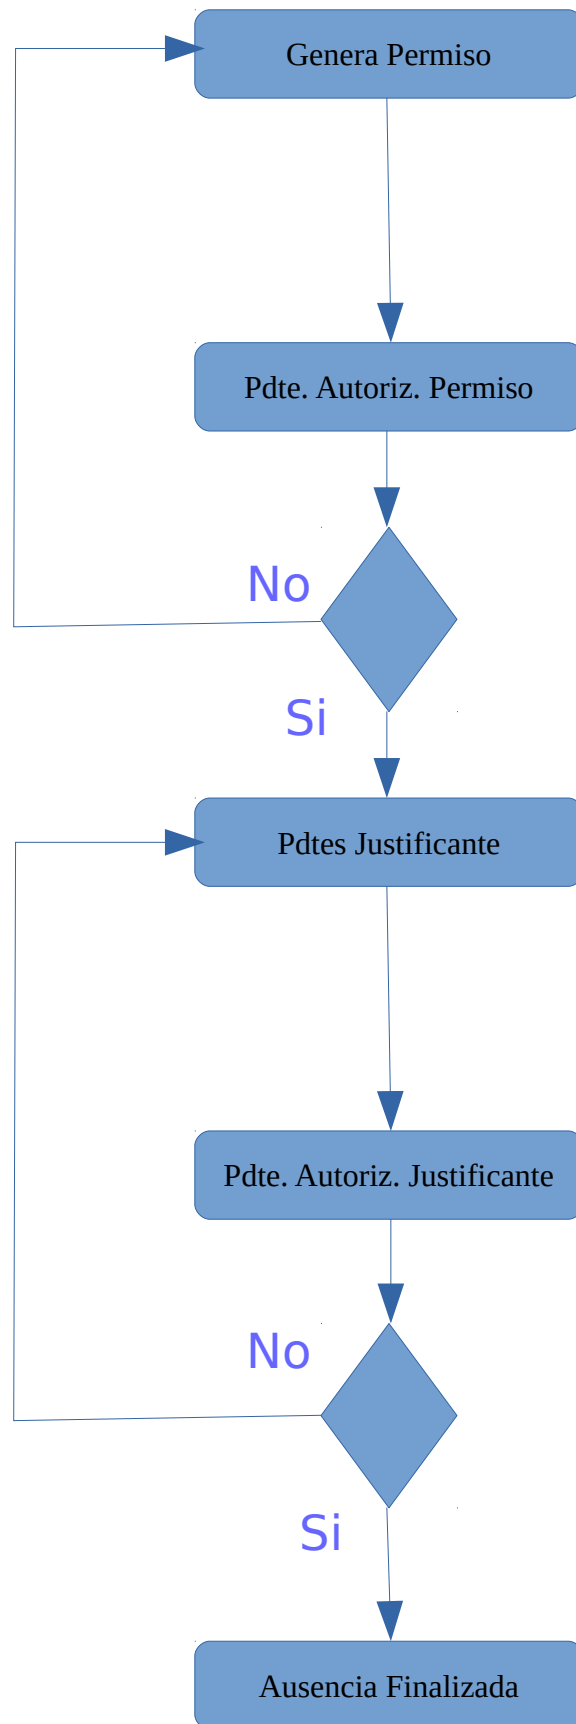 Genera Permiso
Pdte. Autoriz. Permiso
No
Si
Pdtes Justificante
Pdte. Autoriz. Justificante
No
Si
Ausencia Finalizada